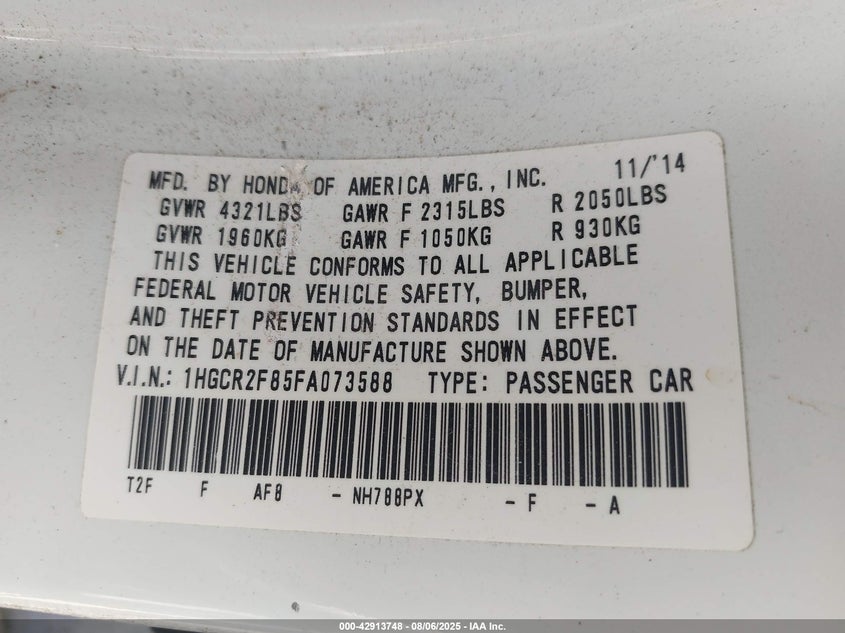 MFD. BY HONDA OF AMERICA MFG., INC. 11/'14
GVWR 4321LBS GAWR F 2315LBS R 2050LBS
GVWR 1960KG GAWR F 1050KG R 930KG
THIS VEHICLE CONFORMS TO ALL APPLICABLE
FEDERAL MOTOR VEHICLE SAFETY, BUMPER,
AND THEFT PREVENTION STANDARDS IN EFFECT
ON THE DATE OF MANUFACTURE SHOWN ABOVE.
V.I.N.: 1HGCR2F85FA073588 TYPE: PASSENGER CAR
T2F F AF8 - NH788PX - F - A
000-42913748 - 08/06/2025 - IAA Inc.